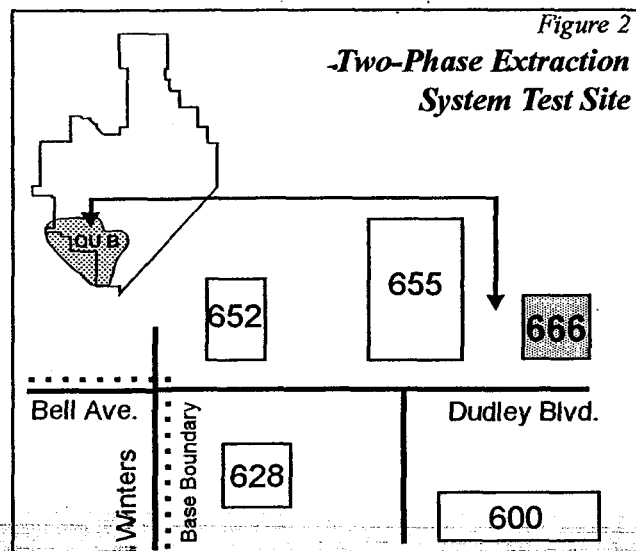 Figure 2
Two-Phase Extraction
System Test Site
OU B
652
655
666
Bell Ave.
Dudley Blvd.
Winters
Base Boundary
628
600